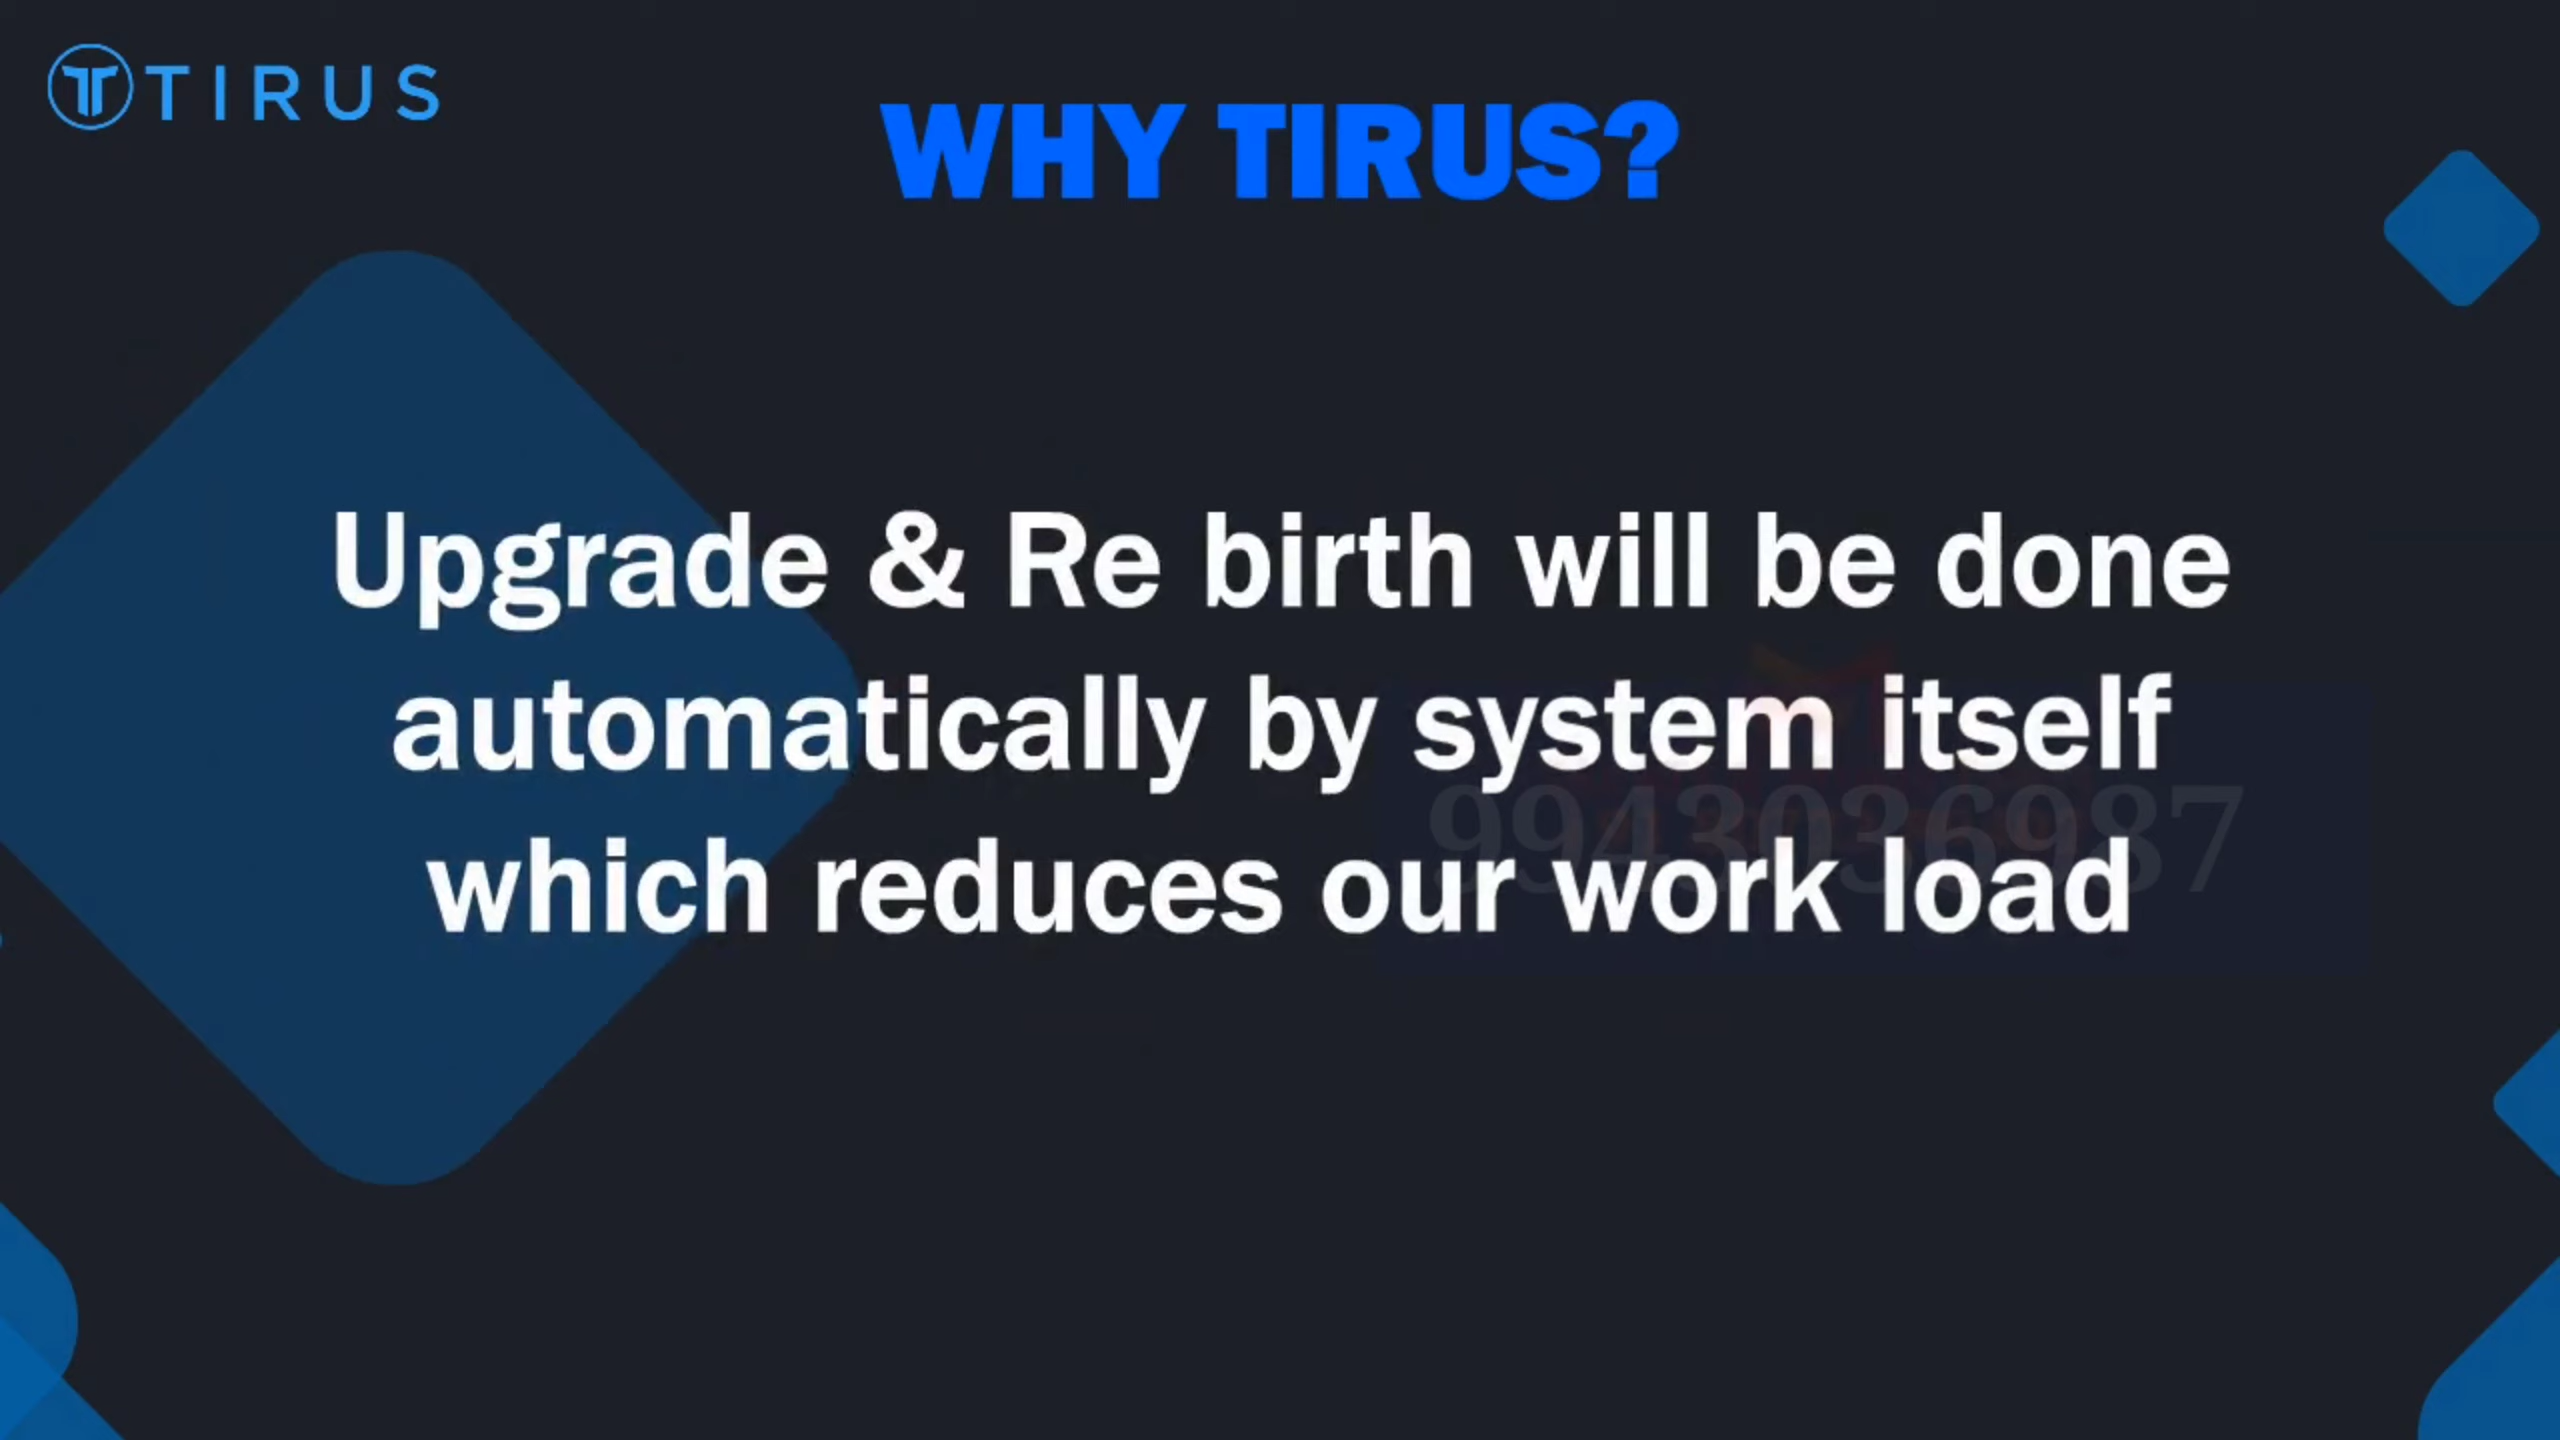 TIRUS
WHY TIRUS?
Upgrade & Re birth will be done
automatically by system itself
9943036987
which reduces our work load